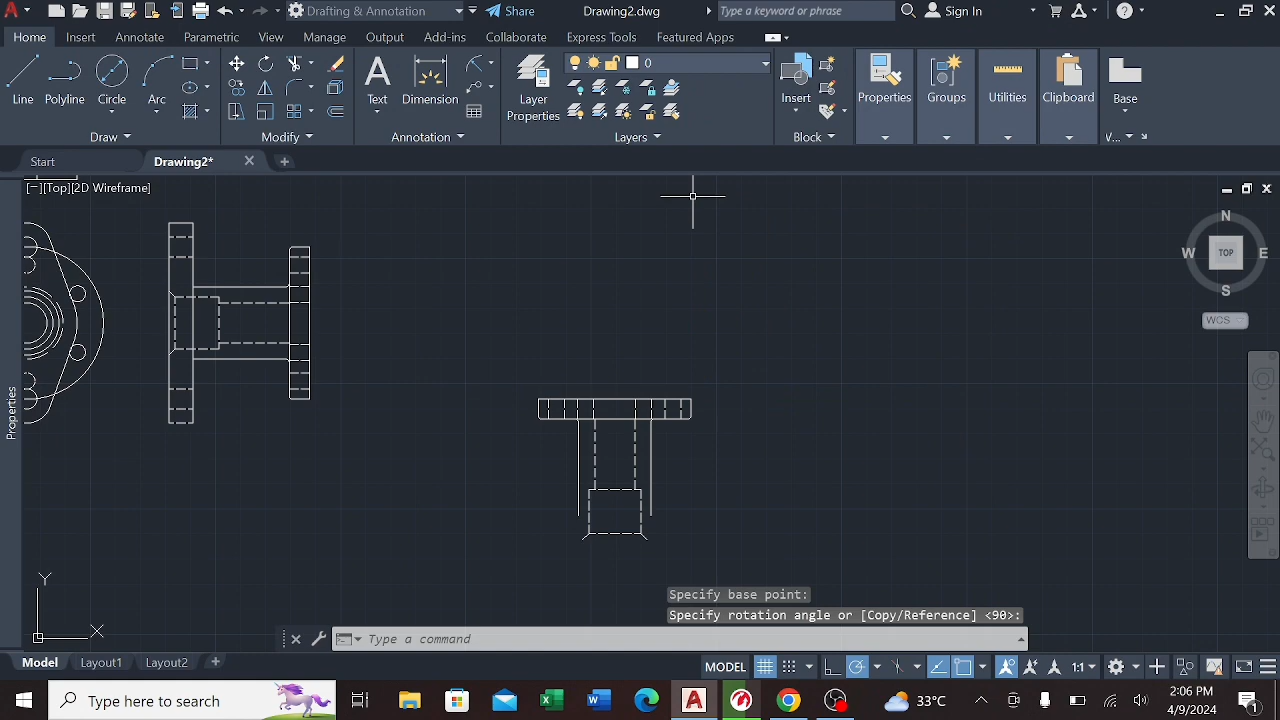 Drafting & Annotation
Share
Drawing2.dwg
Type a keyword or phrase
Sign In
Home
Insert
Annotate
Parametric
View
Manage
Output
Add-ins
Collaborate
Express Tools
Featured Apps
0
Line
Polyline
Circle
Arc
Text
Dimension
Layer
Properties
Insert
Properties
Groups
Utilities
Clipboard
Base
Draw
Modify
Annotation
Layers
Block
V...
Start
Drawing2*
[−][Top][2D Wireframe]
N
W
TOP
E
S
WCS
Properties
Y
X
Specify base point:
Specify rotation angle or [Copy/Reference] <90>:
Type a command
Model
Layout1
Layout2
MODEL
1:1
Type here to search
33°C
2:06 PM
4/9/2024
1